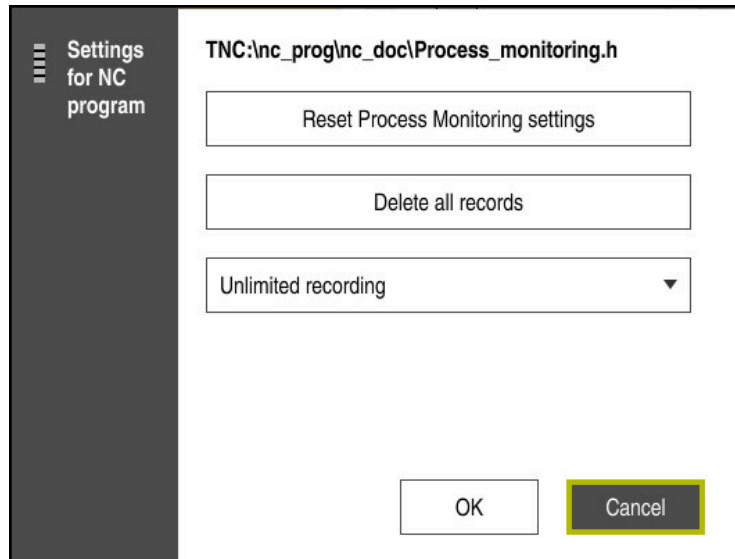 Settings
for NC
program
TNC:\nc_prog\nc_doc\Process_monitoring.h
Reset Process Monitoring settings
Delete all records
Unlimited recording
OK
Cancel